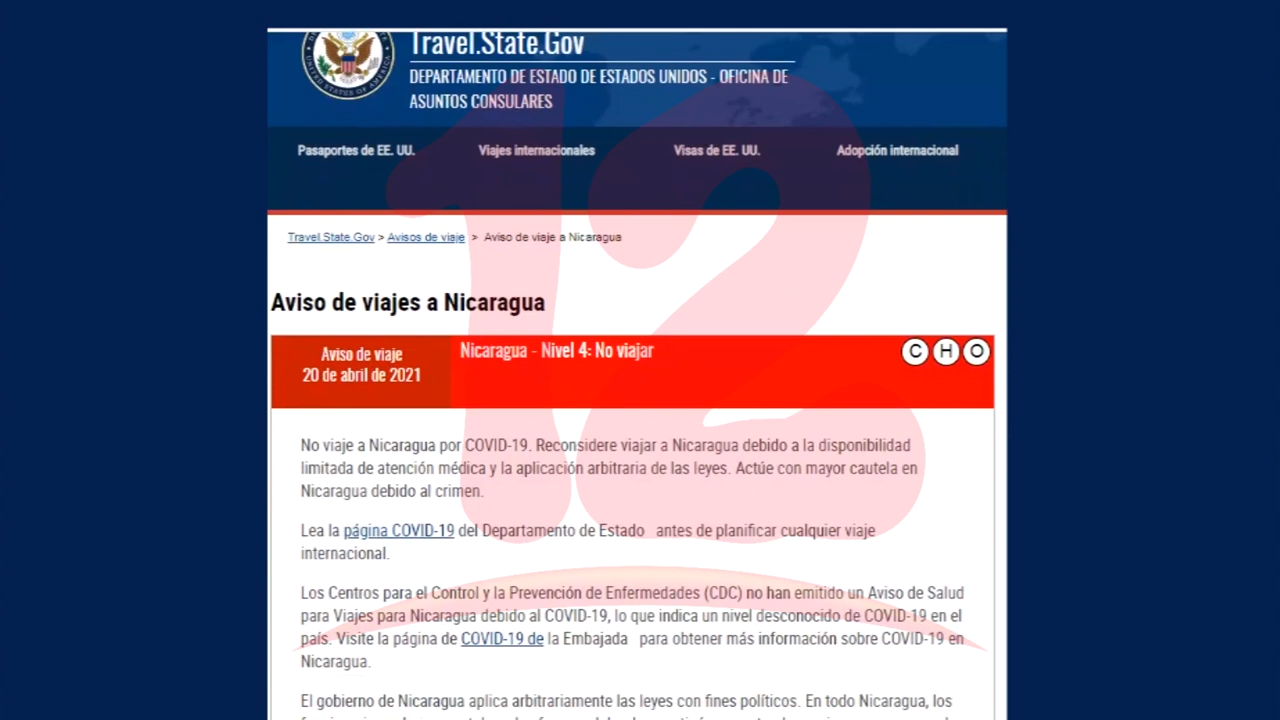 Travel.State.Gov
DEPARTAMENTO DE ESTADO DE ESTADOS UNIDOS - OFICINA DE
ASUNTOS CONSULARES
Pasaportes de EE. UU.
Viajes internacionales
Visas de EE. UU.
Adopción internacional
Travel.State.Gov > Avisos de viaje > Aviso de viaje a Nicaragua
Aviso de viajes a Nicaragua
Aviso de viaje
20 de abril de 2021
Nicaragua - Nivel 4: No viajar
C H O
No viaje a Nicaragua por COVID-19. Reconsidere viajar a Nicaragua debido a la disponibilidad
limitada de atención médica y la aplicación arbitraria de las leyes. Actúe con mayor cautela en
Nicaragua debido al crimen.
Lea la página COVID-19 del Departamento de Estado antes de planificar cualquier viaje
internacional.
Los Centros para el Control y la Prevención de Enfermedades (CDC) no han emitido un Aviso de Salud
para Viajes para Nicaragua debido al COVID-19, lo que indica un nivel desconocido de COVID-19 en el
país. Visite la página de COVID-19 de la Embajada para obtener más información sobre COVID-19 en
Nicaragua.
El gobierno de Nicaragua aplica arbitrariamente las leyes con fines políticos. En todo Nicaragua, los
12